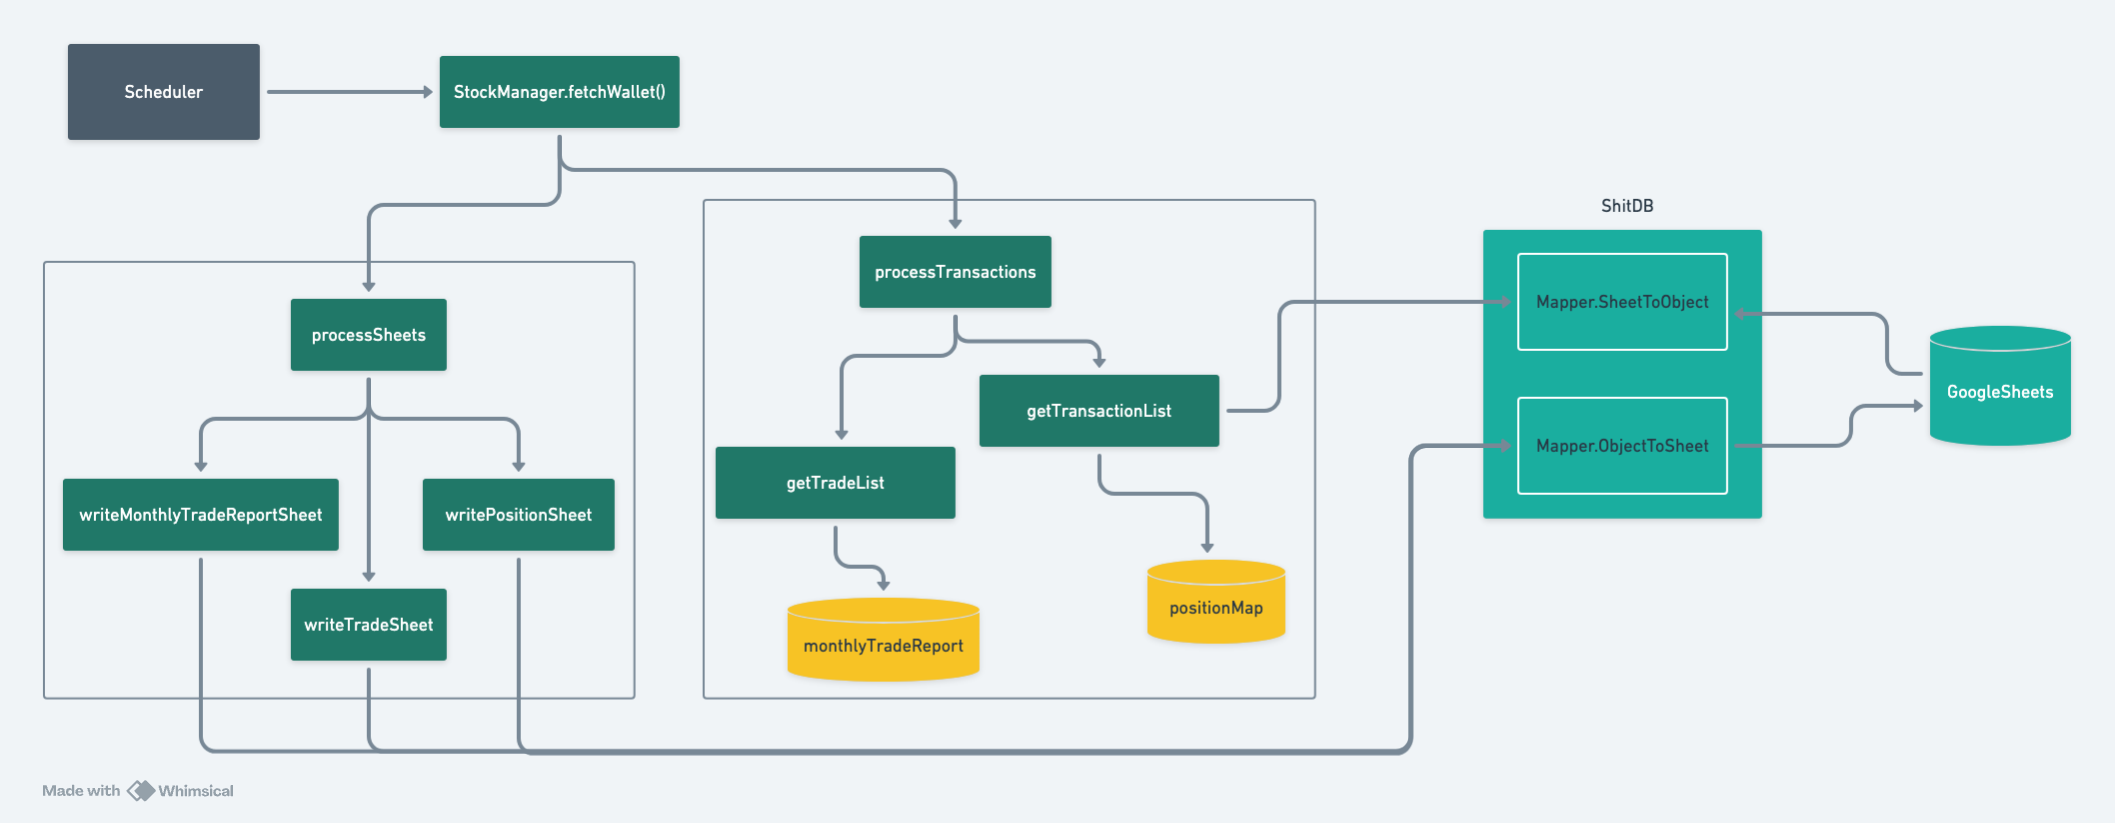 Scheduler
StockManager.fetchWallet()
ShitDB
processTransactions
Mapper.SheetToObject
processSheets
GoogleSheets
getTransactionList
Mapper.ObjectToSheet
getTradeList
writeMonthlyTradeReportSheet
writePositionSheet
positionMap
writeTradeSheet
monthlyTradeReport
Made with Whimsical